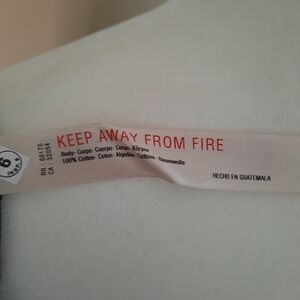 KEEP AWAY FROM FIRE
Body- Corps- Cuerpo- Corpo- Körper
100% Cotton- Coton- Algodón- Cotone- Baumwolle
HECHO EN GUATEMALA
RN : 66170
CA : 32054
6